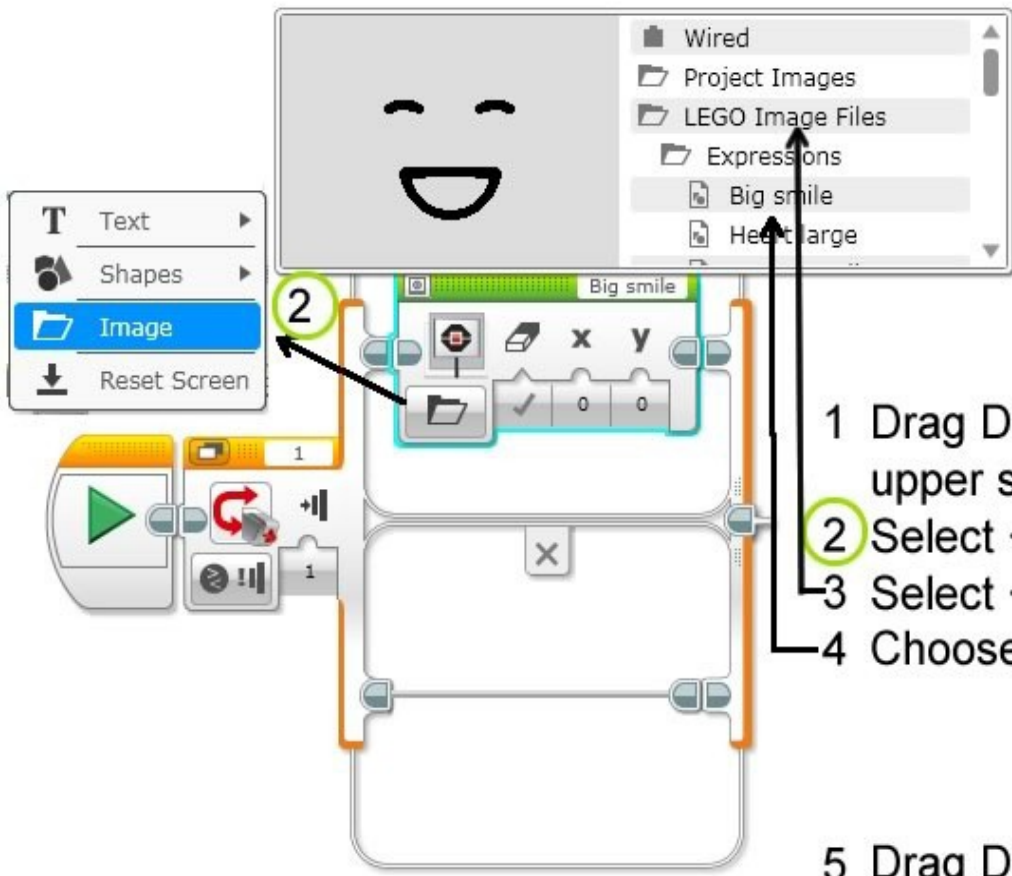 Wired
Project Images
LEGO Image Files
Expressions
Big smile
Heart large
T Text
Shapes
Image
Reset Screen
2
Big smile
x y
0 0
1
1
1 Drag D
upper s
2 Select
3 Select
4 Choose
5 Drag D